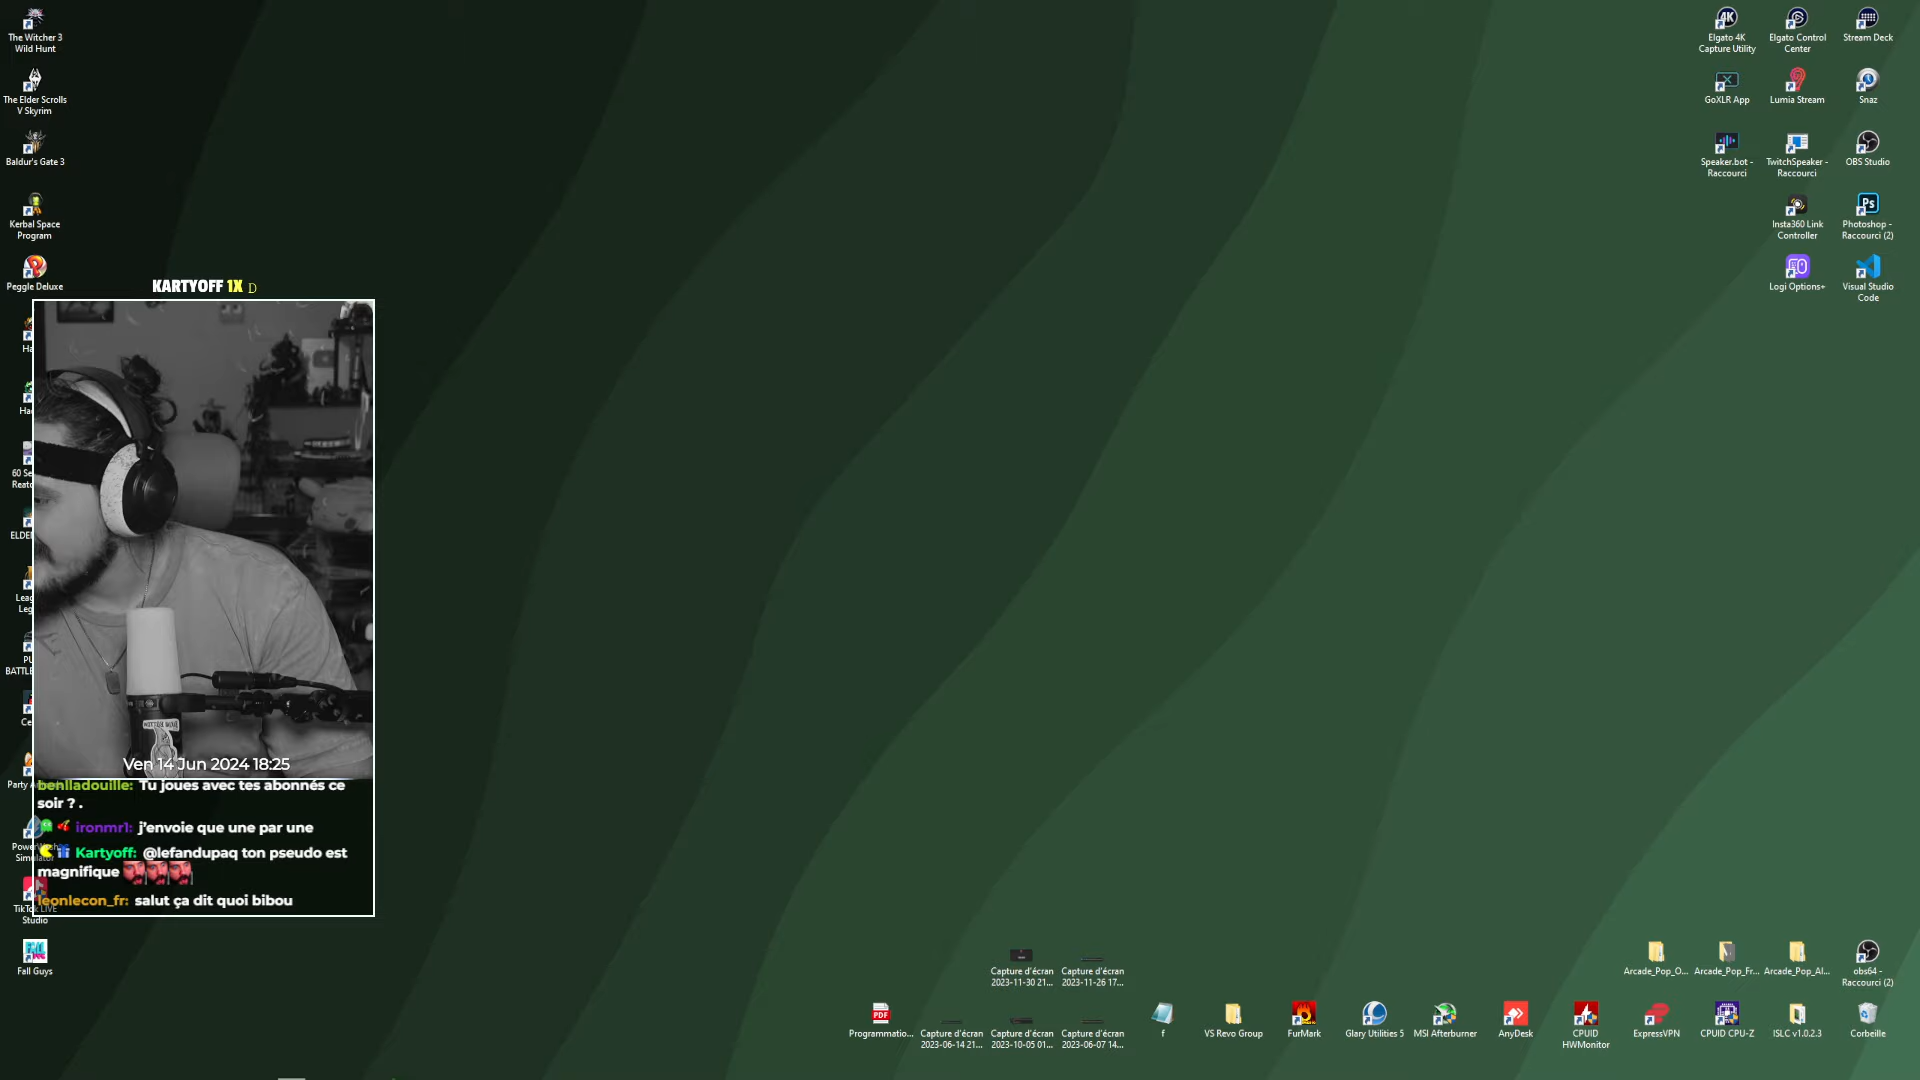 The Witcher 3
Wild Hunt
The Elder Scrolls
V Skyrim
Baldur's Gate 3
Kerbal Space
Program
Peggle Deluxe
Elgato 4K
Capture Utility
Elgato Control
Center
Stream Deck
GoXLR App
Lumia Stream
Snaz
Speaker.bot -
Raccourci
TwitchSpeaker -
Raccourci
OBS Studio
Insta360 Link
Controller
Photoshop -
Raccourci (2)
Logi Options+
Visual Studio
Code
KARTYOFF 1X D
Ven 14 Jun 2024 18:25
benlladouille: Tu joues avec tes abonnés ce
soir ? .
ironmr1: j'envoie que une par une
Kartyoff: @lefandupaq ton pseudo est
magnifique
leonlecon_fr: salut ça dit quoi bibou
TikTok LIVE
Studio
Fall Guys
Capture d'écran
2023-11-30 21...
Capture d'écran
2023-11-26 17...
Arcade_Pop_O...
Arcade_Pop_Fr...
Arcade_Pop_Al...
obs64 -
Raccourci (2)
Programmatio...
Capture d'écran
2023-06-14 21...
Capture d'écran
2023-10-05 01...
Capture d'écran
2023-06-07 14...
f
VS Revo Group
FurMark
Glary Utilities 5
MSI Afterburner
AnyDesk
CPUID
HWMonitor
ExpressVPN
CPUID CPU-Z
ISLC v1.0.2.3
Corbeille